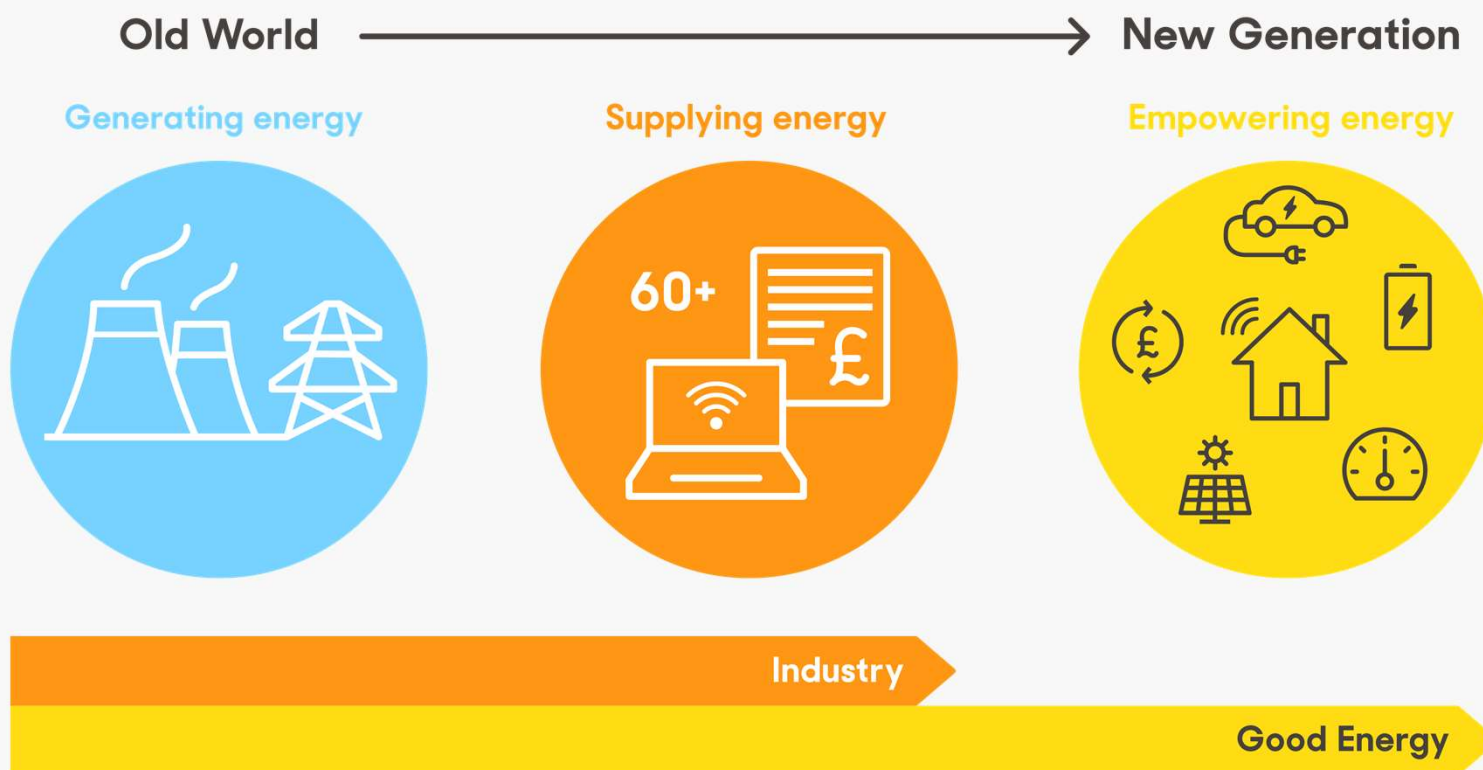 Old World
New Generation
Generating energy
Supplying energy
Empowering energy
60+
£
£
Industry
Good Energy